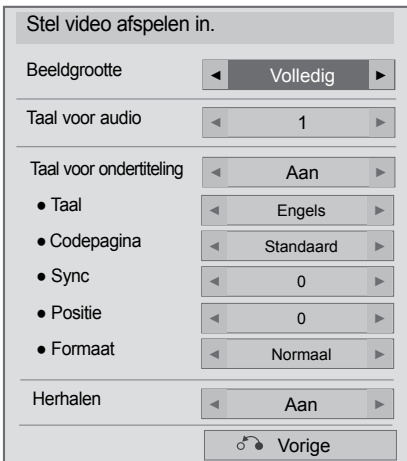 Stel video afspelen in.
Beeldgrootte ◄ Volledig ►
Taal voor audio ◄ 1 ►
Taal voor ondertiteling ◄ Aan ►
● Taal ◄ Engels ►
● Codepagina ◄ Standaard ►
● Sync ◄ 0 ►
● Positie ◄ 0 ►
● Formaat ◄ Normaal ►
Herhalen ◄ Aan ►
Vorige